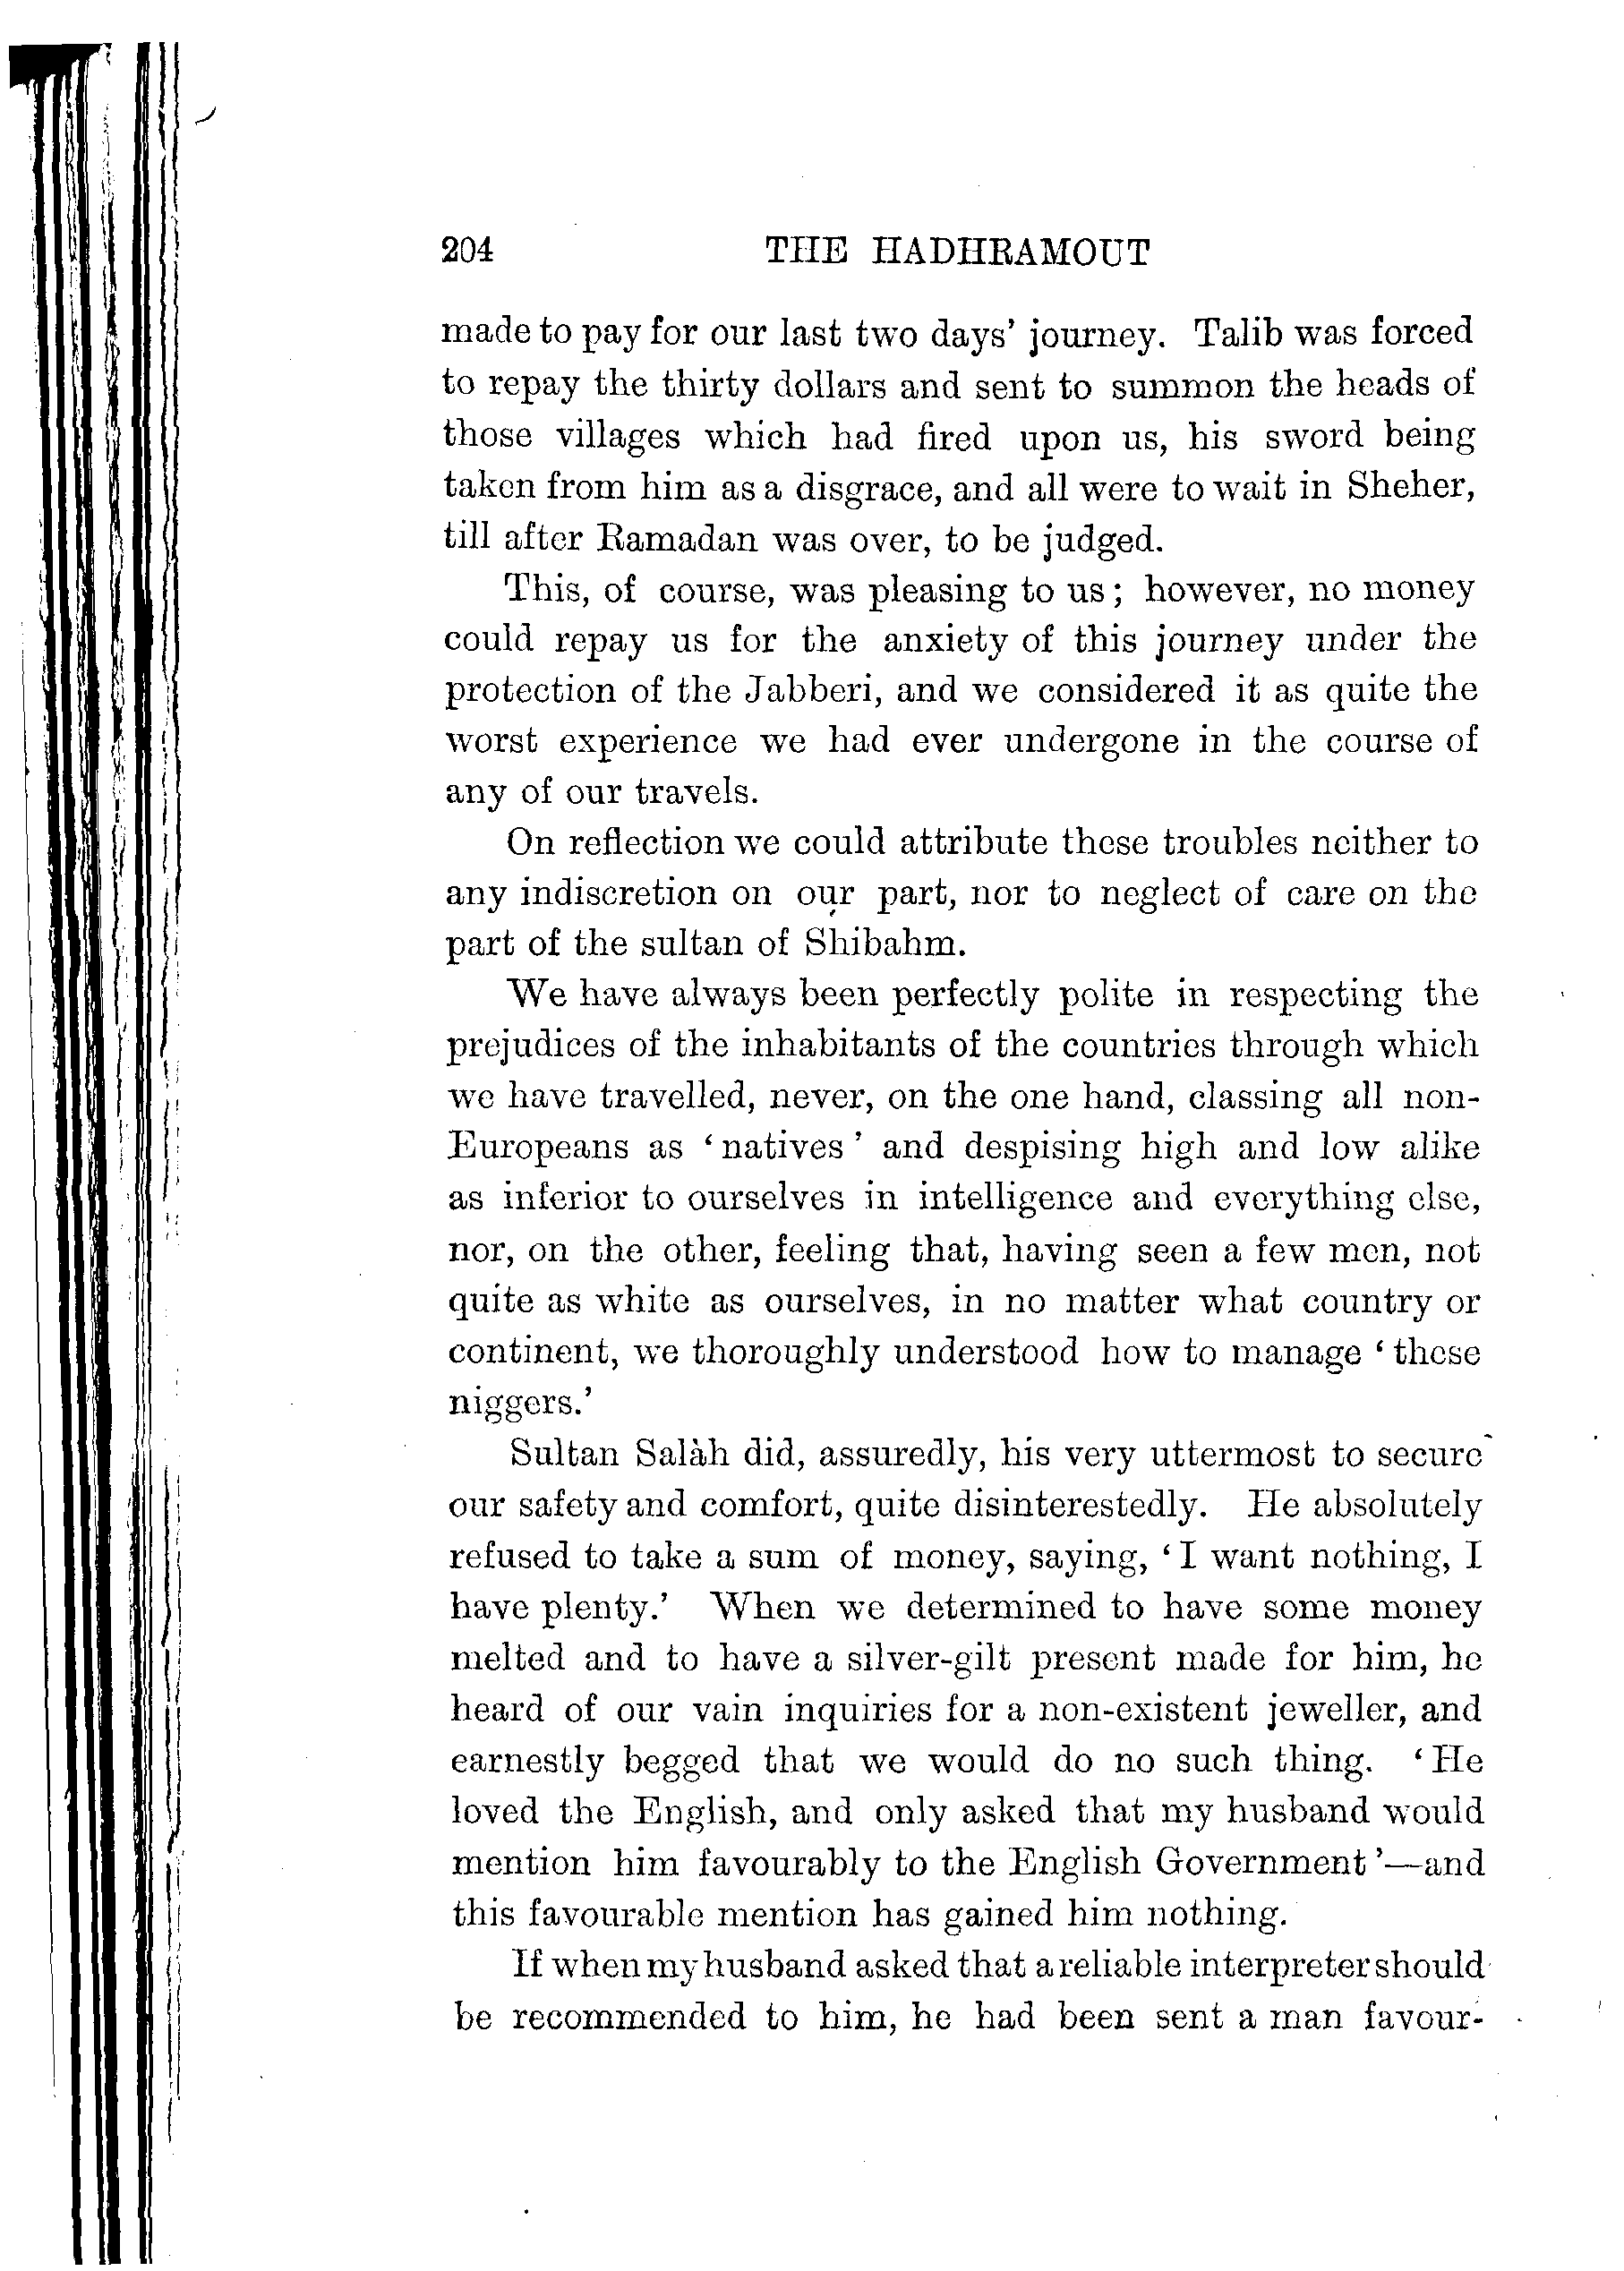 204 THE HADHRAMOUT
made to pay for our last two days' journey. Talib was forced
to repay the thirty dollars and sent to summon the heads of
those villages which had fired upon us, his sword being
taken from him as a disgrace, and all were to wait in Sheher,
till after Ramadan was over, to be judged.
This, of course, was pleasing to us; however, no money
could repay us for the anxiety of this journey under the
protection of the Jabberi, and we considered it as quite the
worst experience we had ever undergone in the course of
any of our travels.
On reflection we could attribute these troubles neither to
any indiscretion on our part, nor to neglect of care on the
part of the sultan of Shibahm.
We have always been perfectly polite in respecting the
prejudices of the inhabitants of the countries through which
we have travelled, never, on the one hand, classing all non-
Europeans as 'natives' and despising high and low alike
as inferior to ourselves in intelligence and everything else,
nor, on the other, feeling that, having seen a few men, not
quite as white as ourselves, in no matter what country or
continent, we thoroughly understood how to manage 'these
niggers.'
Sultan Salàh did, assuredly, his very uttermost to secure
our safety and comfort, quite disinterestedly. He absolutely
refused to take a sum of money, saying, 'I want nothing, I
have plenty.' When we determined to have some money
melted and to have a silver-gilt present made for him, he
heard of our vain inquiries for a non-existent jeweller, and
earnestly begged that we would do no such thing. 'He
loved the English, and only asked that my husband would
mention him favourably to the English Government'—and
this favourable mention has gained him nothing.
If when my husband asked that a reliable interpreter should
be recommended to him, he had been sent a man favour-